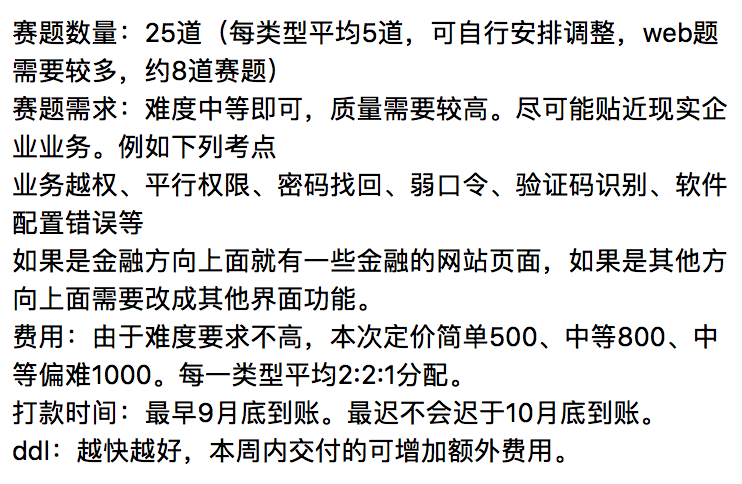 赛题数量：25道（每类型平均5道，可自行安排调整，web题
需要较多，约8道赛题）
赛题需求：难度中等即可，质量需要较高。尽可能贴近现实企
业业务。例如下列考点
业务越权、平行权限、密码找回、弱口令、验证码识别、软件
配置错误等
如果是金融方向上面就有一些金融的网站页面，如果是其他方
向上面需要改成其他界面功能。
费用：由于难度要求不高，本次定价简单500、中等800、中
等偏难1000。每一类型平均2:2:1分配。
打款时间：最早9月底到账。最迟不会迟于10月底到账。
ddl：越快越好，本周内交付的可增加额外费用。